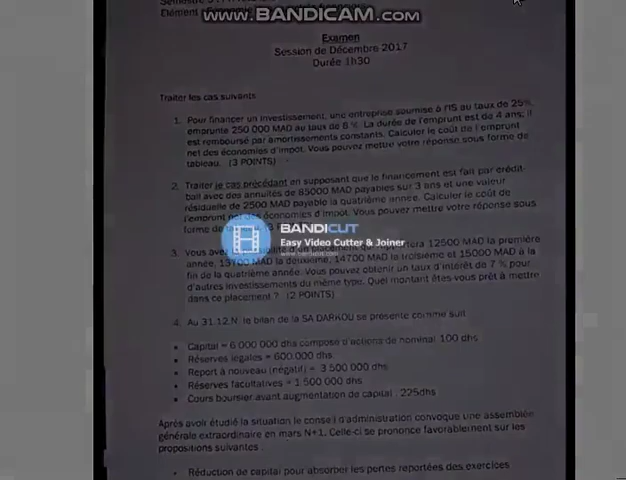 Semestre 5
Elément : Economie
www.BANDICAM.com
Examen
Session de Décembre 2017
Durée 1h30
Traiter les cas suivants
1. Pour financer un investissement, une entreprise soumise à l'IS au taux de 25%,
emprunte 250 000 MAD au taux de 8 %. La durée de l'emprunt est de 4 ans; il
est remboursé par amortissements constants. Calculer le coût de l'emprunt
net des économies d'impôt. Vous pouvez mettre votre réponse sous forme de
tableau. (3 POINTS)
2. Traiter le cas précédant en supposant que le financement est fait par crédit-
bail avec des annuités de 85000 MAD payables sur 3 ans et une valeur
résiduelle de 2500 MAD payable la quatrième année. Calculer le coût de
l'emprunt net des économies d'impôt. Vous pouvez mettre votre réponse sous
forme de
BANDICUT
Easy Video Cutter & Joiner
www.bandicut.com
3. Vous avez d'un placement qui rapportera 12500 MAD la première
année, 13700 MAD la deuxième, 14700 MAD la troisième et 15000 MAD à la
fin de la quatrième année. Vous pouvez obtenir un taux d'intérêt de 7 % pour
d'autres investissements du même type. Quel montant êtes vous prêt à mettre
dans ce placement ? (2 POINTS)
4. Au 31.12.N, le bilan de la SA DARKOU se présente comme suit
• Capital = 6 000 000 dhs composé d'actions de nominal 100 dhs
• Réserves légales = 600.000 dhs
• Report à nouveau (négatif) = 3 500 000 dhs
• Réserves facultatives = 1 500 000 dhs
• Cours boursier avant augmentation de capital : 225dhs
Après avoir étudié la situation le conseil d'administration convoque une assemblée
générale extraordinaire en mars N+1. Celle-ci se prononce favorablement sur les
propositions suivantes :
• Réduction de capital pour absorber les pertes reportées des exercices